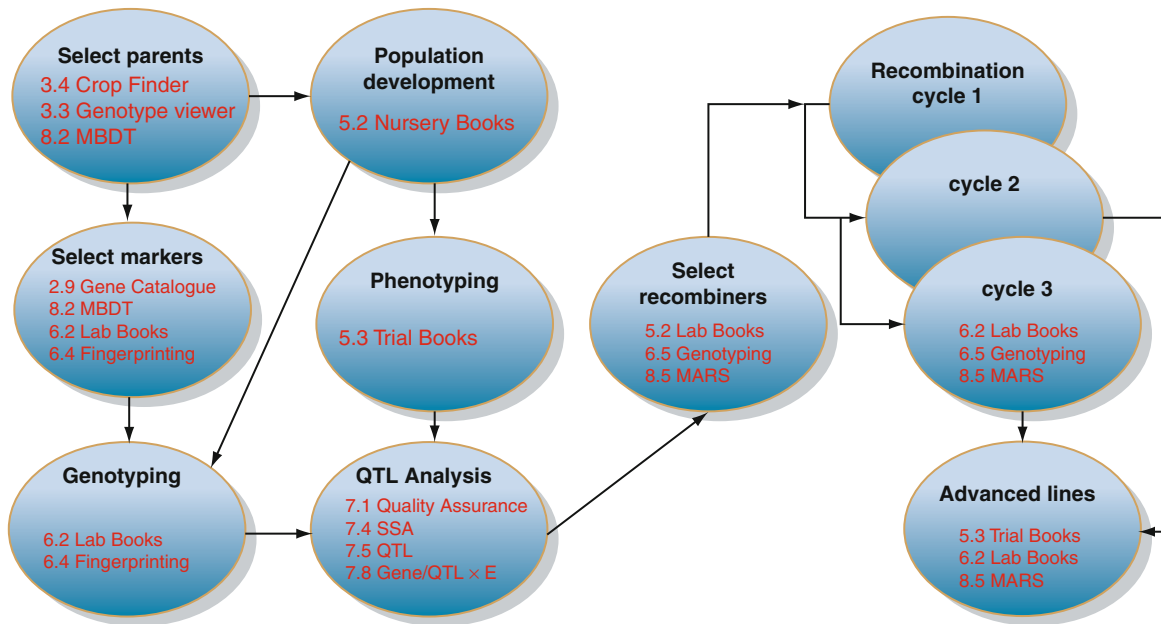 Select parents
3.4 Crop Finder
3.3 Genotype viewer
8.2 MBDT
Population
development
5.2 Nursery Books
Select markers
2.9 Gene Catalogue
8.2 MBDT
6.2 Lab Books
6.4 Fingerprinting
Phenotyping
5.3 Trial Books
Genotyping
6.2 Lab Books
6.4 Fingerprinting
QTL Analysis
7.1 Quality Assurance
7.4 SSA
7.5 QTL
7.8 Gene/QTL × E
Select
recombiners
5.2 Lab Books
6.5 Genotyping
8.5 MARS
Recombination
cycle 1
cycle 2
cycle 3
6.2 Lab Books
6.5 Genotyping
8.5 MARS
Advanced lines
5.3 Trial Books
6.2 Lab Books
8.5 MARS